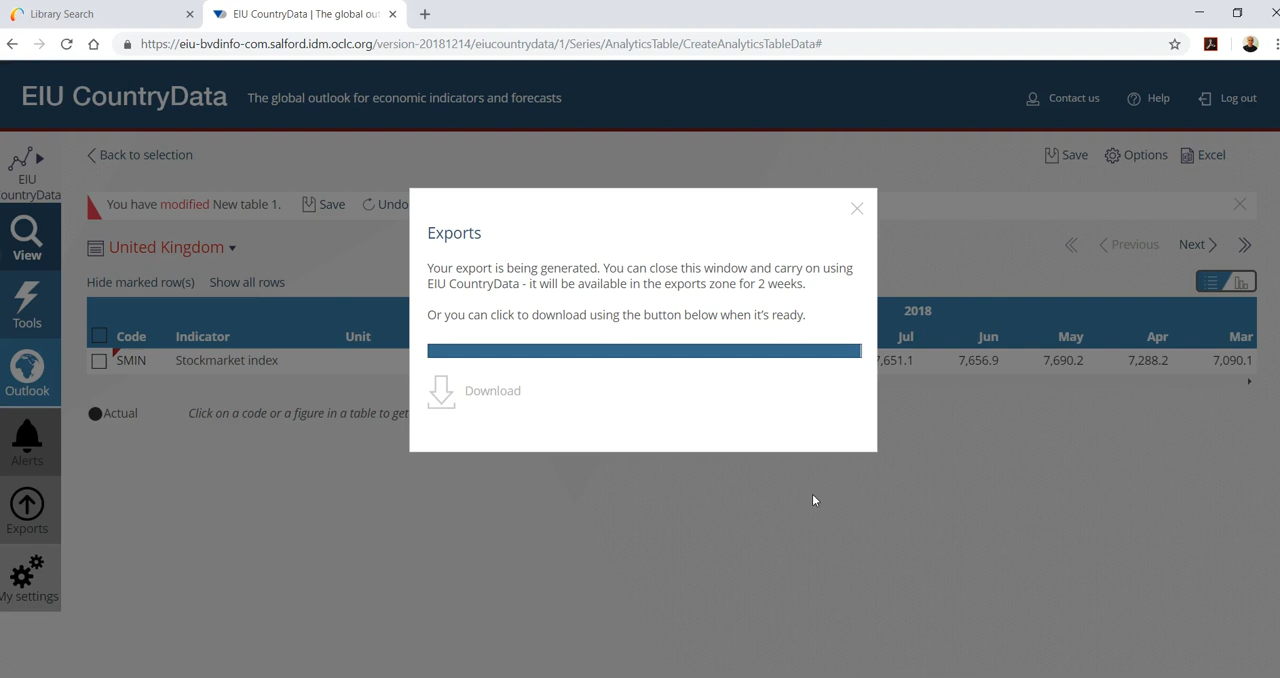 Library Search
EIU CountryData | The global out
https://eiu-bvdinfo-com.salford.idm.oclc.org/version-20181214/eiucountrydata/1/Series/AnalyticsTable/CreateAnalyticsTableData#
EIU CountryData
The global outlook for economic indicators and forecasts
Contact us
Help
Log out
EIU
ountryData
View
Tools
Outlook
Alerts
Exports
My settings
Back to selection
Save
Options
Excel
You have modified New table 1.
Save
Undo
United Kingdom
Previous
Next
Hide marked row(s)
Show all rows
2018
Code Indicator Unit Jul Jun May Apr Mar
SMIN Stockmarket index 7,651.1 7,656.9 7,690.2 7,288.2 7,090.1
Actual
Click on a code or a figure in a table to get
Exports
Your export is being generated. You can close this window and carry on using
EIU CountryData - it will be available in the exports zone for 2 weeks.
Or you can click to download using the button below when it's ready.
Download